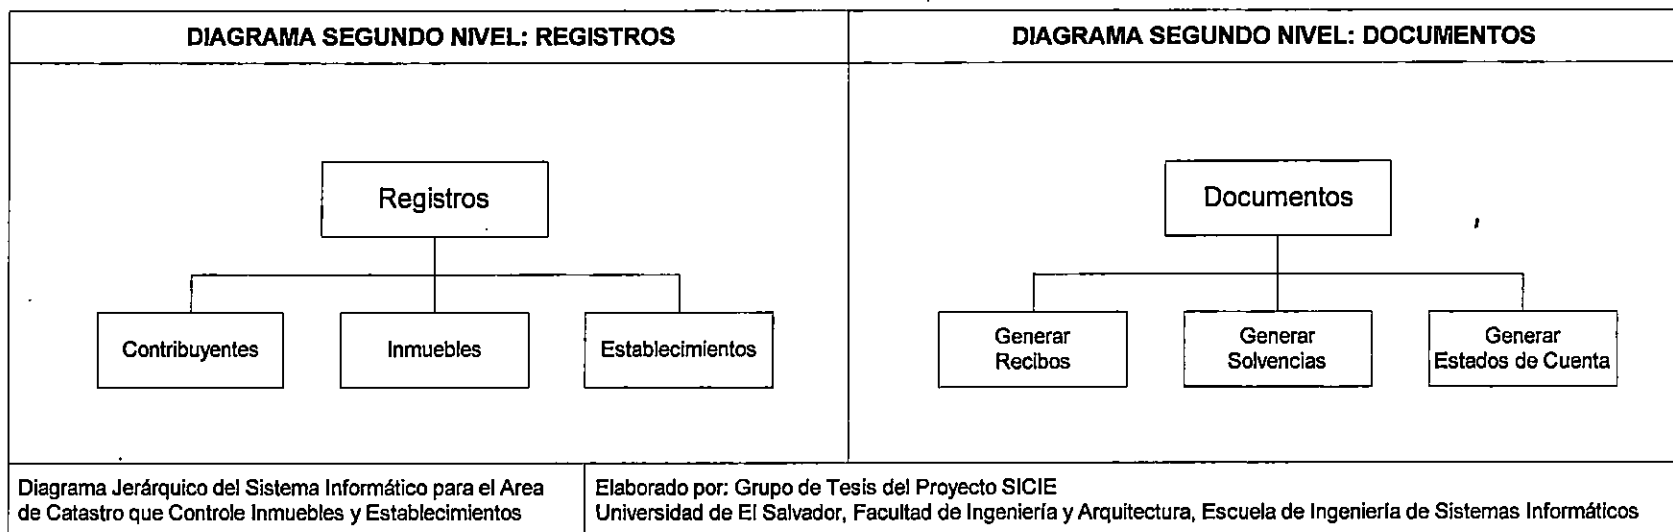 DIAGRAMA SEGUNDO NIVEL: REGISTROS
Registros
Contribuyentes
Inmuebles
Establecimientos
DIAGRAMA SEGUNDO NIVEL: DOCUMENTOS
Documentos
Generar
Recibos
Generar
Solvencias
Generar
Estados de Cuenta
Diagrama Jerárquico del Sistema Informático para el Area
de Catastro que Controle Inmuebles y Establecimientos
Elaborado por: Grupo de Tesis del Proyecto SICIE
Universidad de El Salvador, Facultad de Ingeniería y Arquitectura, Escuela de Ingeniería de Sistemas Informáticos